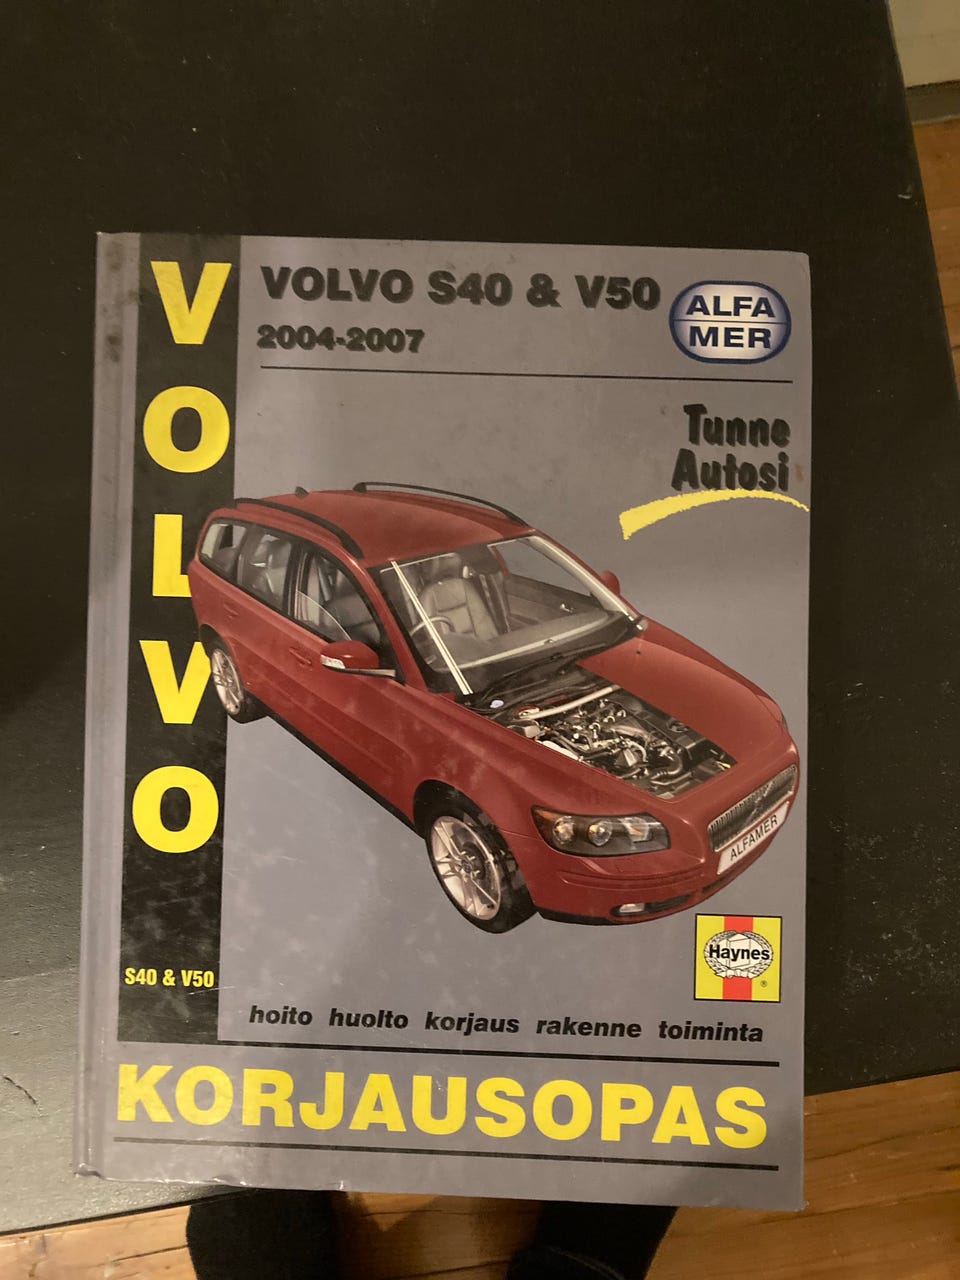 VOLVO
VOLVO S40 & V50
2004-2007
ALFA
MER
Tunne
Autosi
ALFAMER
Haynes
®
S40 & V50
hoito huolto korjaus rakenne toiminta
KORJAUSOPAS